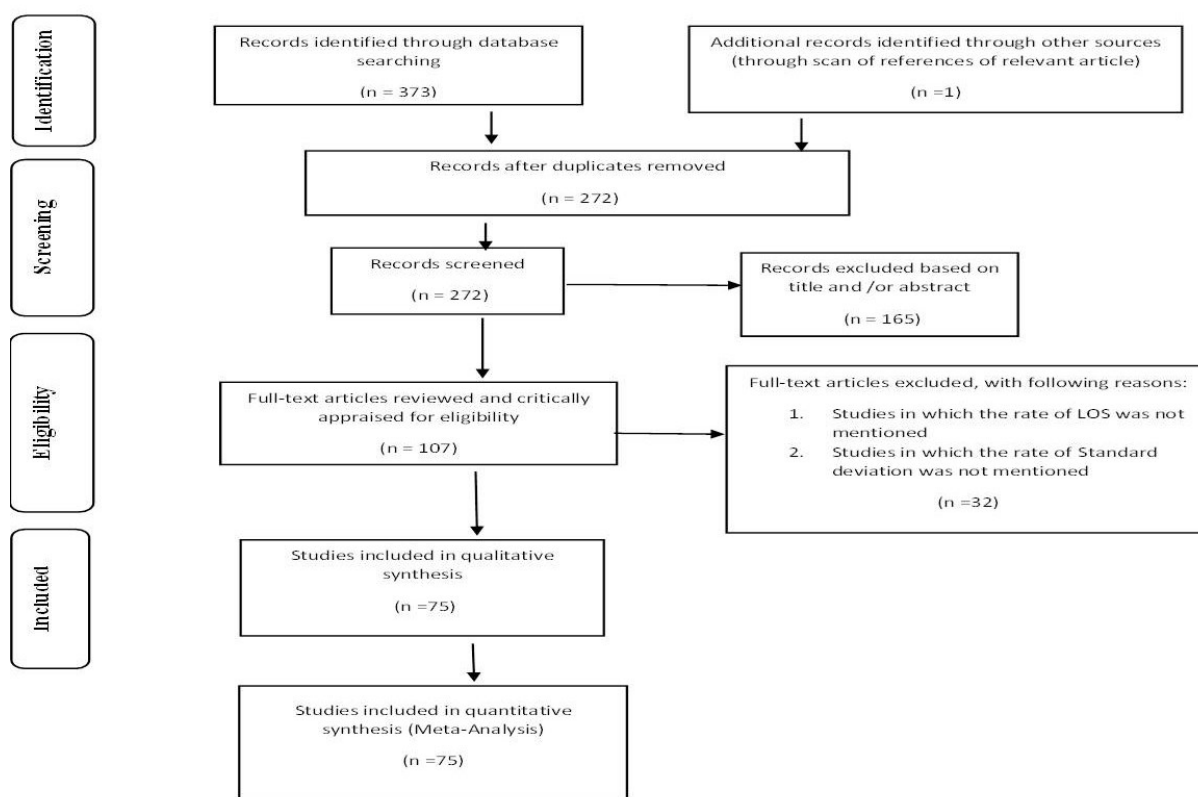 Identification
Records identified through database
searching
(n = 373)
Additional records identified through other sources
(through scan of references of relevant article)
(n =1)
Screening
Records after duplicates removed
(n = 272)
Records screened
(n = 272)
Records excluded based on
title and /or abstract
(n = 165)
Eligibility
Full-text articles reviewed and critically
appraised for eligibility
(n = 107)
Full-text articles excluded, with following reasons:
1. Studies in which the rate of LOS was not
mentioned
2. Studies in which the rate of Standard
deviation was not mentioned
(n =32)
Included
Studies included in qualitative
synthesis
(n =75)
Studies included in quantitative
synthesis (Meta-Analysis)
(n =75)